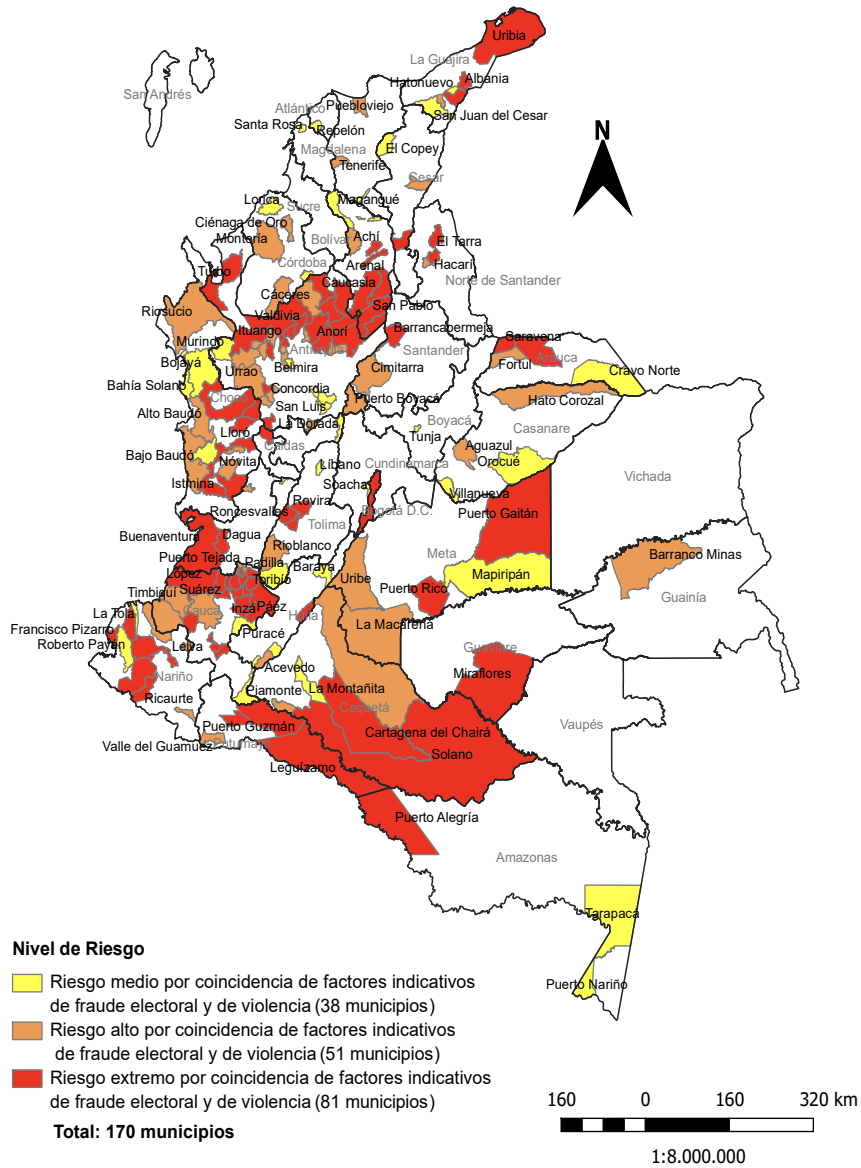 Uribia
La Guajira
Hatonuevo
Albania
San Andrés
Atlántico
Puebloviejo
San Juan del Cesar
Santa Rosa
Repelón
N
Magdalena
El Copey
Tenerife
Cesar
Lorica
Sucre
Magangué
Ciénaga de Oro
Montería
Bolívar
Achí
El Tarra
Córdoba
Arenal
Hacarí
Turbo
Norte de Santander
Caucasia
Cáceres
Riosucio
San Pablo
Valdivia
Ituango
Anorí
Barrancabermeja
Saravena
Murindó
Antioquia
Santander
Arauca
Bojayá
Urrao
Belmira
Cimitarra
Fortul
Cravo Norte
Bahía Solano
Concordia
Chocó
San Luis
Puerto Boyacá
Hato Corozal
Alto Baudó
Lloró
La Dorada
Boyacá
Casanare
Tunja
Caldas
Aguazul
Bajo Baudó
Nóvita
Líbano
Cundinamarca
Orocué
Vichada
Istmina
Soacha
Villanueva
Rovira
Bogotá D.C.
Puerto Gaitán
Roncesvalles
Tolima
Buenaventura
Dagua
Rioblanco
Meta
Barranco Minas
Puerto Tejada
Padilla
Baraya
López
Toribío
Uribe
Mapiripán
Puerto Rico
Suárez
Timbiquí
Guainía
Cauca
Inzá
Páez
La Tola
Huila
La Macarena
Francisco Pizarro
Puracé
Roberto Payán
Leiva
Guaviare
Acevedo
Miraflores
Nariño
Piamonte
La Montañita
Ricaurte
Caquetá
Vaupés
Puerto Guzmán
Cartagena del Chairá
Valle del Guamuez
Putumayo
Solano
Leguízamo
Puerto Alegría
Amazonas
Tarapacá
Puerto Nariño
Nivel de Riesgo
Riesgo medio por coincidencia de factores indicativos
de fraude electoral y de violencia (38 municipios)
Riesgo alto por coincidencia de factores indicativos
de fraude electoral y de violencia (51 municipios)
Riesgo extremo por coincidencia de factores indicativos
de fraude electoral y de violencia (81 municipios)
Total: 170 municipios
160 0 160 320 km
1:8.000.000